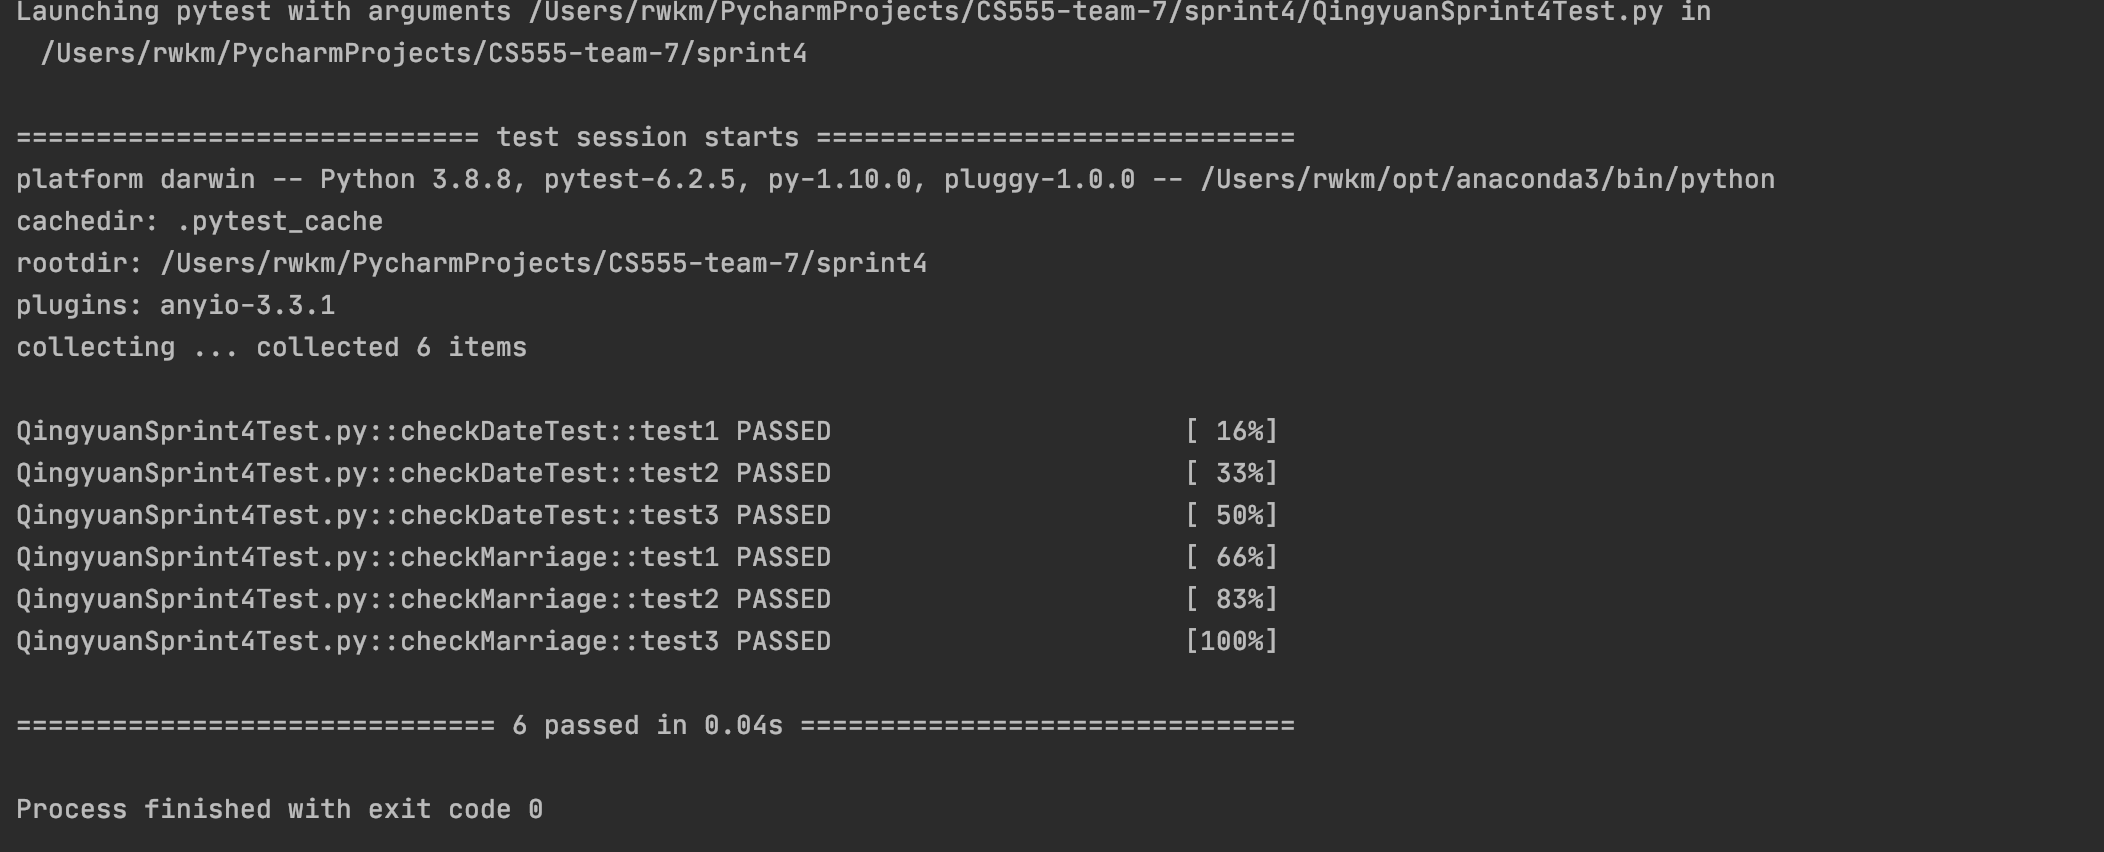 Launching pytest with arguments /Users/rwkm/PycharmProjects/CS555-team-7/sprint4/QingyuanSprint4Test.py in
/Users/rwkm/PycharmProjects/CS555-team-7/sprint4
============================= test session starts ==============================
platform darwin -- Python 3.8.8, pytest-6.2.5, py-1.10.0, pluggy-1.0.0 -- /Users/rwkm/opt/anaconda3/bin/python
cachedir: .pytest_cache
rootdir: /Users/rwkm/PycharmProjects/CS555-team-7/sprint4
plugins: anyio-3.3.1
collecting ... collected 6 items
QingyuanSprint4Test.py::checkDateTest::test1 PASSED [ 16%]
QingyuanSprint4Test.py::checkDateTest::test2 PASSED [ 33%]
QingyuanSprint4Test.py::checkDateTest::test3 PASSED [ 50%]
QingyuanSprint4Test.py::checkMarriage::test1 PASSED [ 66%]
QingyuanSprint4Test.py::checkMarriage::test2 PASSED [ 83%]
QingyuanSprint4Test.py::checkMarriage::test3 PASSED [100%]
============================== 6 passed in 0.04s ===============================
Process finished with exit code 0